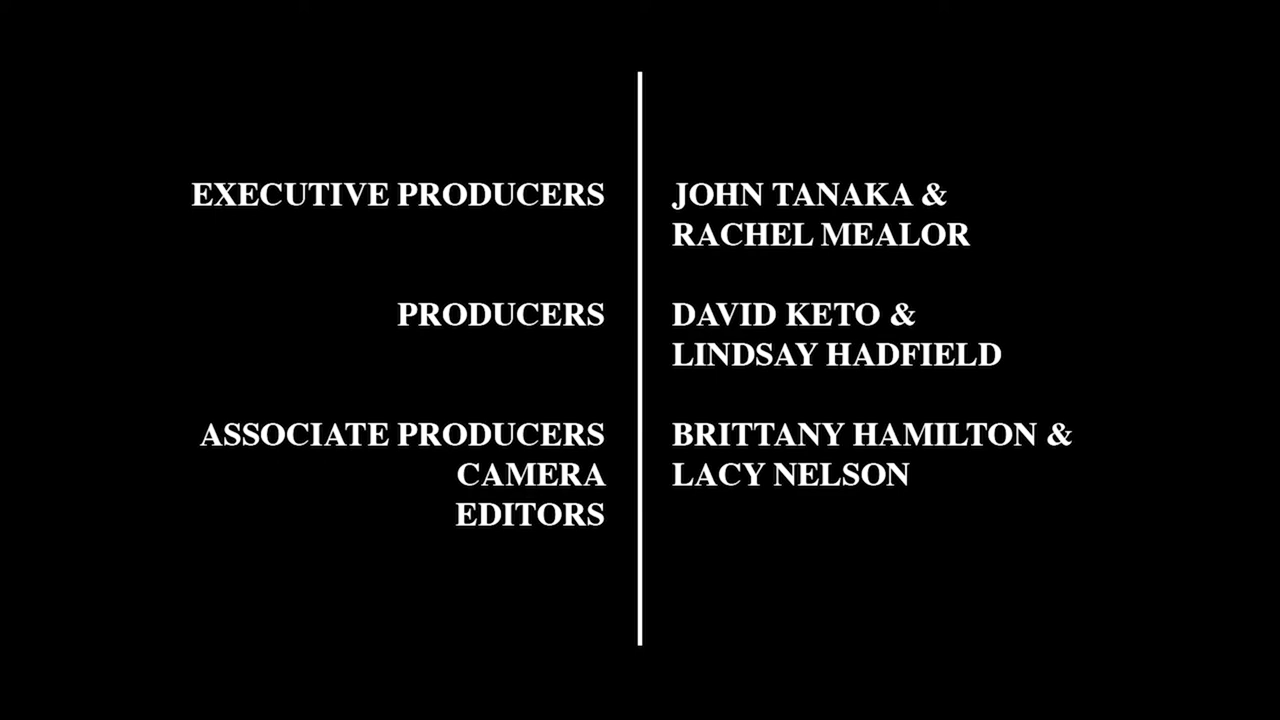 EXECUTIVE PRODUCERS JOHN TANAKA &
RACHEL MEALOR
PRODUCERS DAVID KETO &
LINDSAY HADFIELD
ASSOCIATE PRODUCERS BRITTANY HAMILTON &
CAMERA LACY NELSON
EDITORS